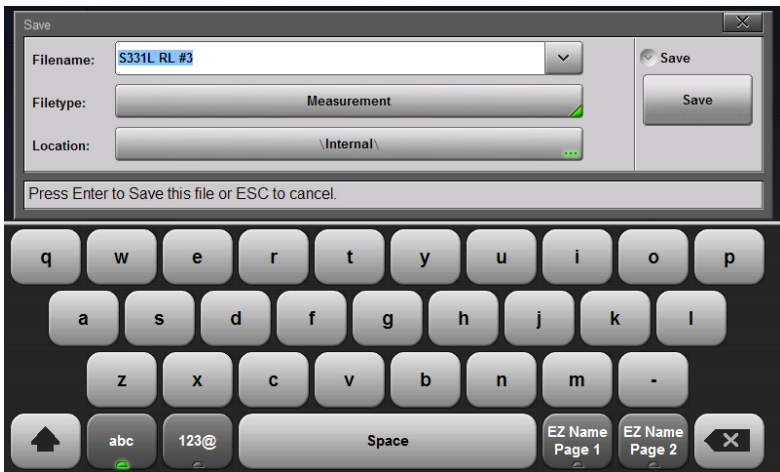 Save
Filename: S331L RL #3
Save
Filetype: Measurement
Save
Location: \Internal\ ...
Press Enter to Save this file or ESC to cancel.
q w e r t y u i o p
a s d f g h j k l
z x c v b n m -
abc 123@ Space EZ Name Page 1 EZ Name Page 2